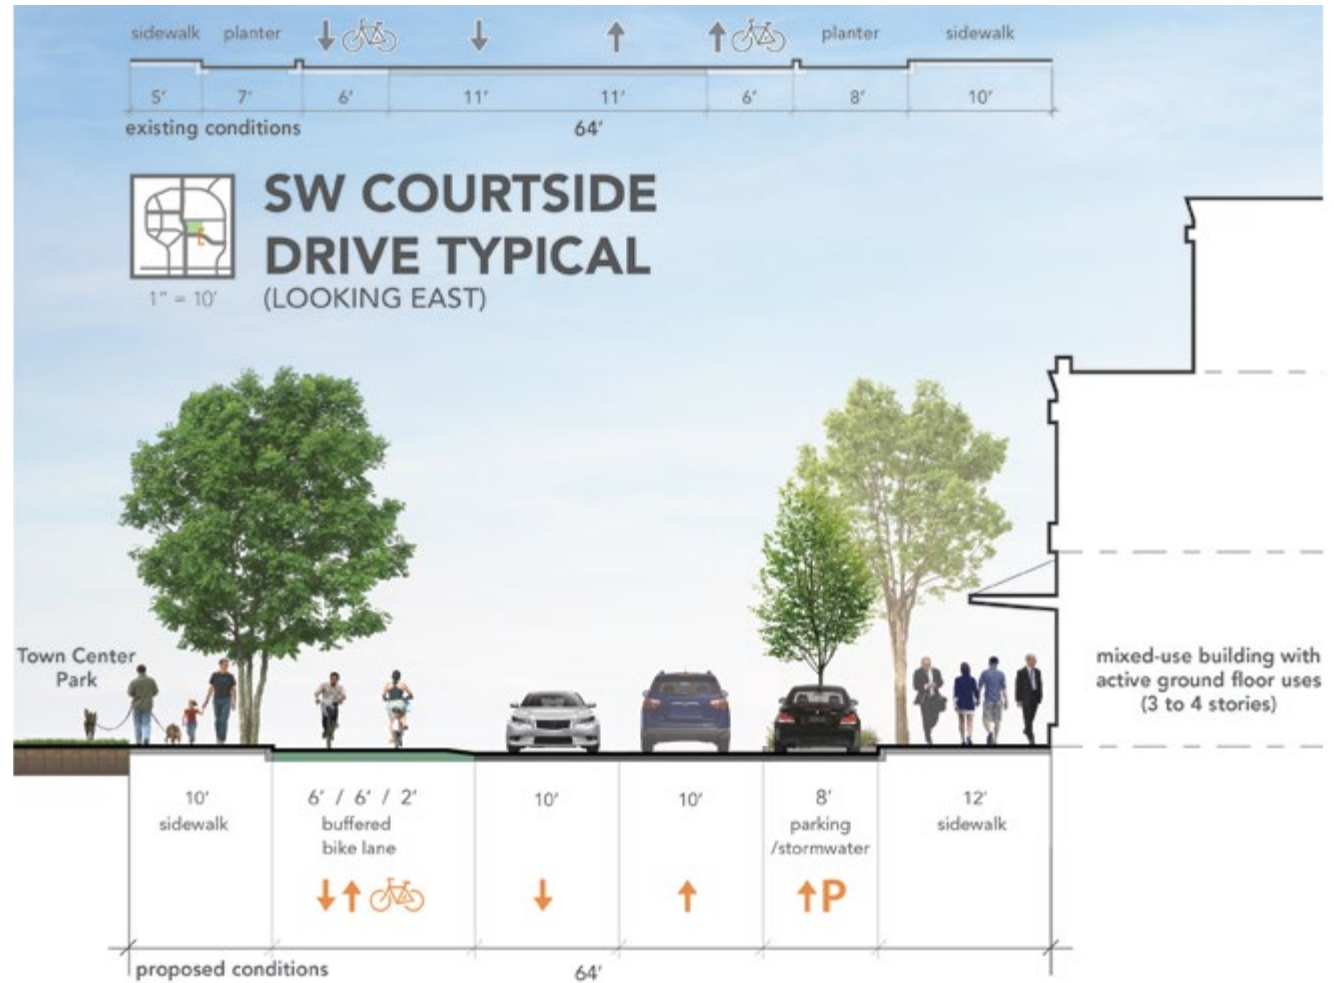 sidewalk planter planter sidewalk
5' 7' 6' 11' 11' 6' 8' 10'
existing conditions 64'
SW COURTSIDE
DRIVE TYPICAL
1" = 10' (LOOKING EAST)
Town Center
Park
mixed-use building with
active ground floor uses
(3 to 4 stories)
10' 6' / 6' / 2' 10' 10' 8' 12'
sidewalk buffered parking sidewalk
bike lane /stormwater
P
proposed conditions 64'